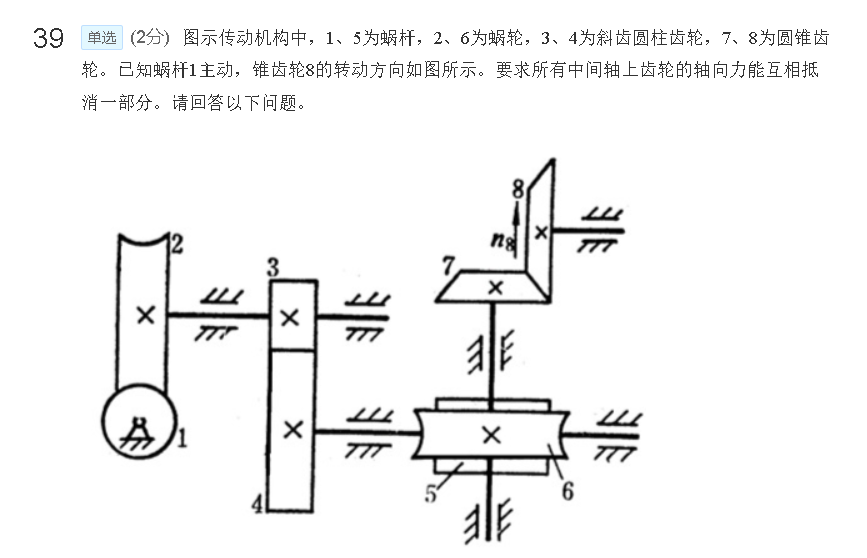 39 单选 (2分) 图示传动机构中，1、5为蜗杆，2、6为蜗轮，3、4为斜齿圆柱齿轮，7、8为圆锥齿
轮。已知蜗杆1主动，锥齿轮8的转动方向如图所示。要求所有中间轴上齿轮的轴向力能互相抵
消一部分。请回答以下问题。
8
n8
2
3
7
1
5
6
4